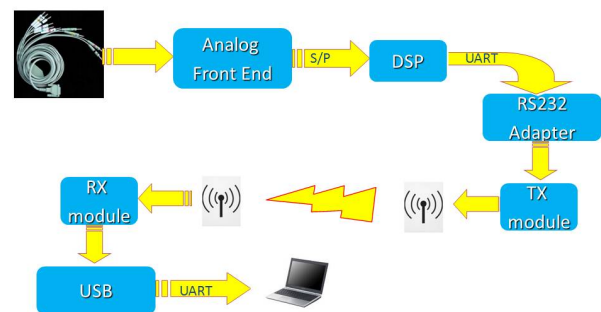 Analog
Front End
S/P
DSP
UART
RS232
Adapter
RX
module
TX
module
USB
UART